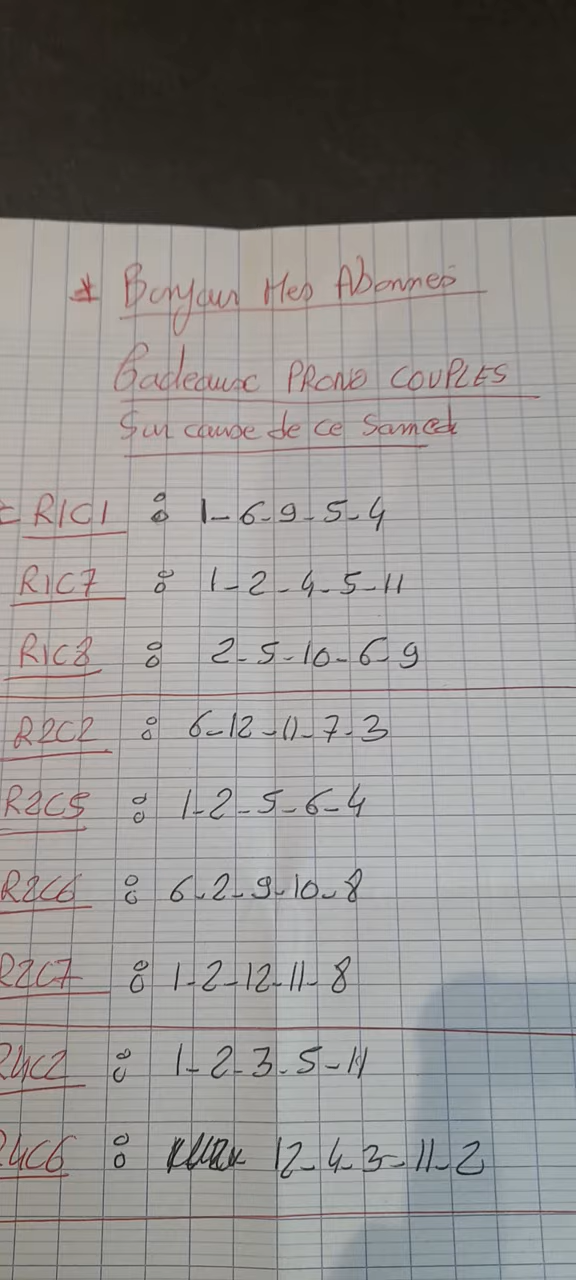 * Bonjour Mes Abonnes
Gadeaux PRONO COUPLES
Sur cause de ce Samedi
R1C1 : 1-6-9-5-4
R1C7 : 1-2-4-5-11
R1C8 : 2-5-10-6-9
R2C2 : 6-12-11-7-3
R2C5 : 1-2-5-6-4
R2C6 : 6-2-9-10-8
R2C7 : 1-2-12-11-8
R4C2 : 1-2-3-5-11
R4C6 : 12-4-3-11-2